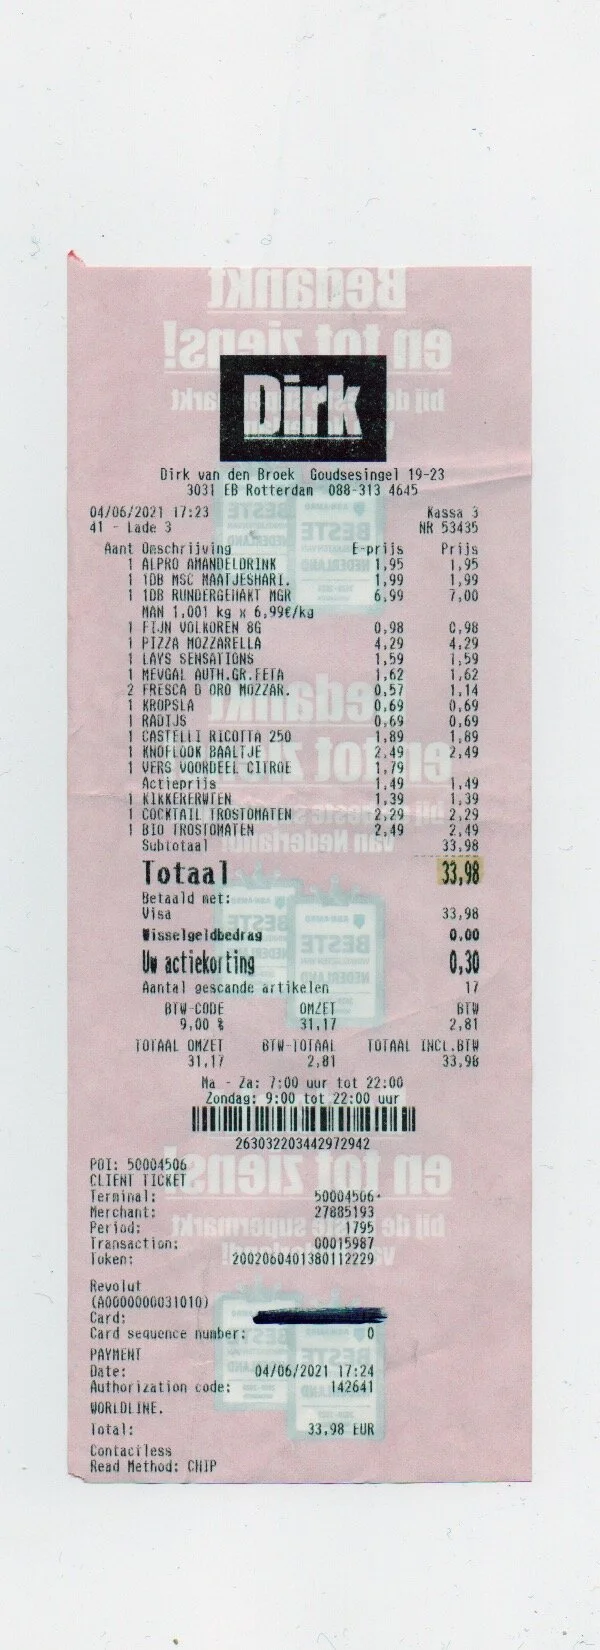 Dirk
Dirk van den Broek Goudsesingel 19-23
3031 EB Rotterdam 088-313 4645
04/06/2021 17:23 Kassa 3
41 - Lade 3 NR 53435
Aant Omschrijving E-prijs Prijs
1 ALPRO AMANDELDRINK 1,95 1,95
1 1DB MSC MAATJESHARI. 1,99 1,99
1 1DB RUNDERGEHAKT MGR 6,99 7,00
MAN 1,001 kg x 6,99€/kg
1 FIJN VOLKOREN 8G 0,98 0,98
1 PIZZA MOZZARELLA 4,29 4,29
1 LAYS SENSATIONS 1,59 1,59
1 MEVGAL AUTH.GR.FETA 1,62 1,62
2 FRESCA D ORO MOZZAR. 0,57 1,14
1 KROPSLA 0,69 0,69
1 RADIJS 0,69 0,69
1 CASTELLI RICOTTA 250 1,89 1,89
1 KNOFLOOK BAALTJE 2,49 2,49
1 VERS VOORDEEL CITROE 1,79
Actieprijs 1,49 1,49
1 KIKKERERWTEN 1,39 1,39
1 COCKTAIL TROSTOMATEN 2,29 2,29
1 BIO TROSTOMATEN 2,49 2,49
Subtotaal 33,98
Totaal 33,98
Betaald met:
Visa 33,98
Wisselgeldbedrag 0.00
Uw actiekorting 0,30
Aantal gescande artikelen 17
BTW-CODE OMZET BTW
9,00 % 31,17 2,81
TOTAAL OMZET BTW-TOTAAL TOTAAL INCL.BTW
31,17 2,81 33,98
Ma - Za: 7:00 uur tot 22:00
Zondag: 9:00 tot 22:00 uur
263032203442972942
POI: 50004506
CLIENT TICKET
Terminal: 50004506
Merchant: 27885193
Period: 1795
Transaction: 00015987
Token: 2002060401380112229
Revolut
(A0000000031010)
Card:
Card sequence number: 0
PAYMENT
Date: 04/06/2021 17:24
Authorization code: 142641
WORLDLINE.
Total: 33,98 EUR
Contactless
Read Method: CHIP